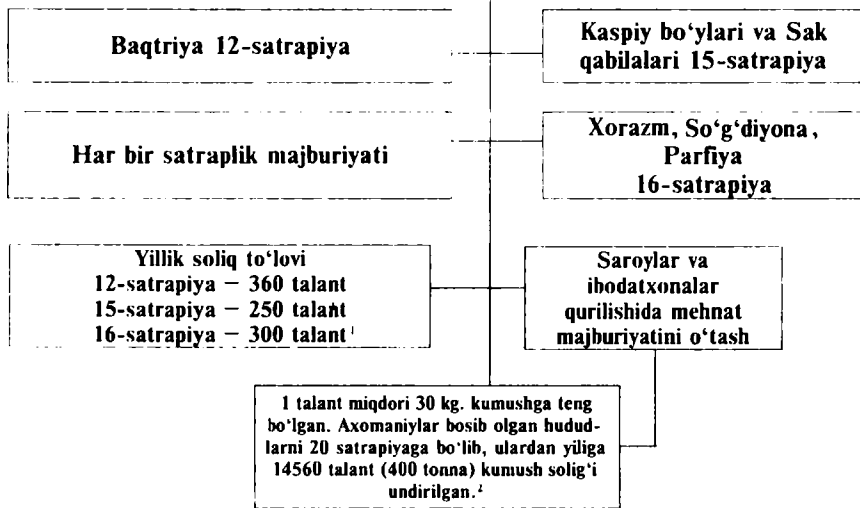 Baqtriya 12-satrapiya
Kaspiy bo‘ylari va Sak
qabilalari 15-satrapiya
Har bir satraplik majburiyati
Xorazm, So‘g‘diyona,
Parfiya
16-satrapiya
Yillik soliq to‘lovi
12-satrapiya — 360 talant
15-satrapiya — 250 talant
16-satrapiya — 300 talant¹
Saroylar va
ibodatxonalar
qurilishida mehnat
majburiyatini o‘tash
1 talant miqdori 30 kg. kumushga teng
bo‘lgan. Axomaniylar bosib olgan hudud-
larni 20 satrapiyaga bo‘lib, ulardan yiliga
14560 talant (400 tonna) kumush solig‘i
undirilgan.²